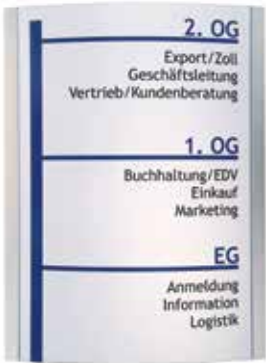 2. OG
Export/Zoll
Geschäftsleitung
Vertrieb/Kundenberatung
1. OG
Buchhaltung/EDV
Einkauf
Marketing
EG
Anmeldung
Information
Logistik